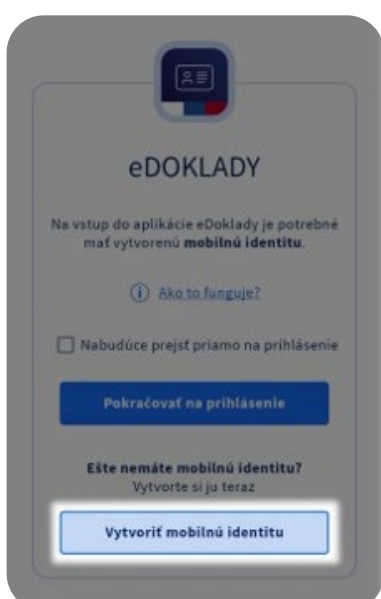 eDOKLADY
Na vstup do aplikácie eDoklady je potrebné
mať vytvorenú mobilnú identitu.
Ako to funguje?
Nabudúce prejsť priamo na prihlásenie
Pokračovať na prihlásenie
Ešte nemáte mobilnú identitu?
Vytvorte si ju teraz
Vytvoriť mobilnú identitu